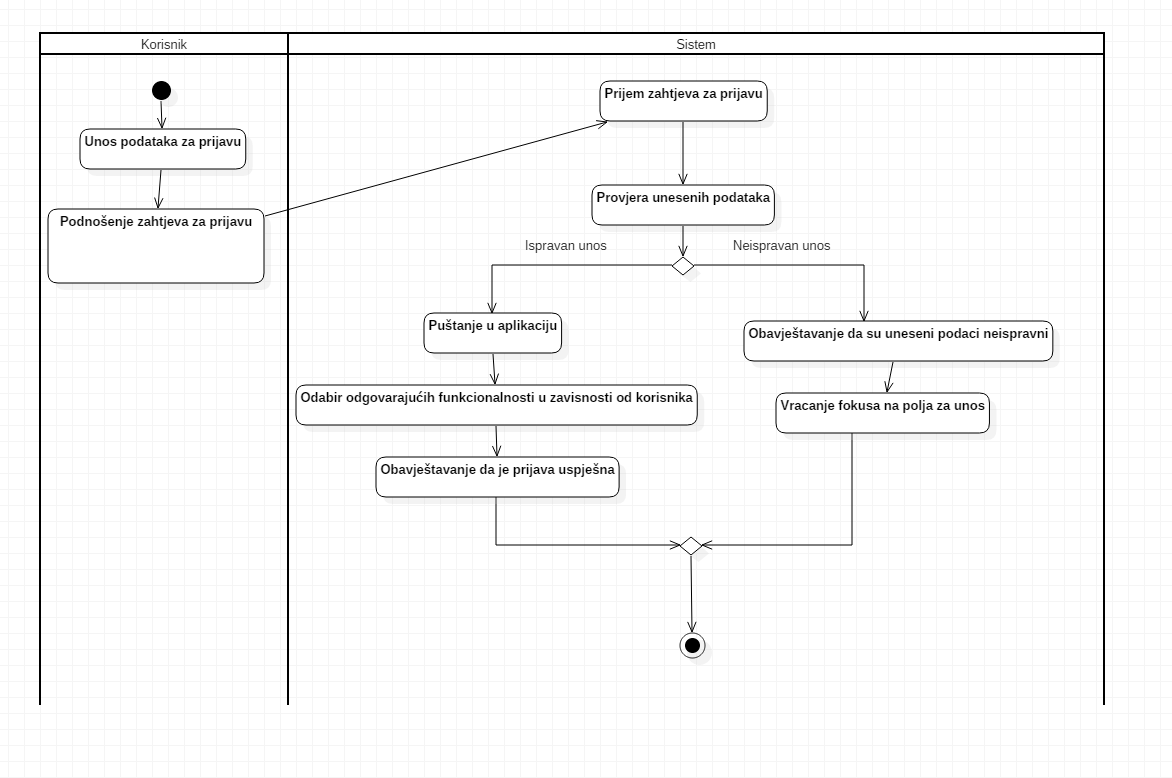 Korisnik
Sistem
Unos podataka za prijavu
Podnošenje zahtjeva za prijavu
Prijem zahtjeva za prijavu
Provjera unesenih podataka
Ispravan unos
Neispravan unos
Puštanje u aplikaciju
Obavještavanje da su uneseni podaci neispravni
Odabir odgovarajućih funkcionalnosti u zavisnosti od korisnika
Vracanje fokusa na polja za unos
Obavještavanje da je prijava uspješna